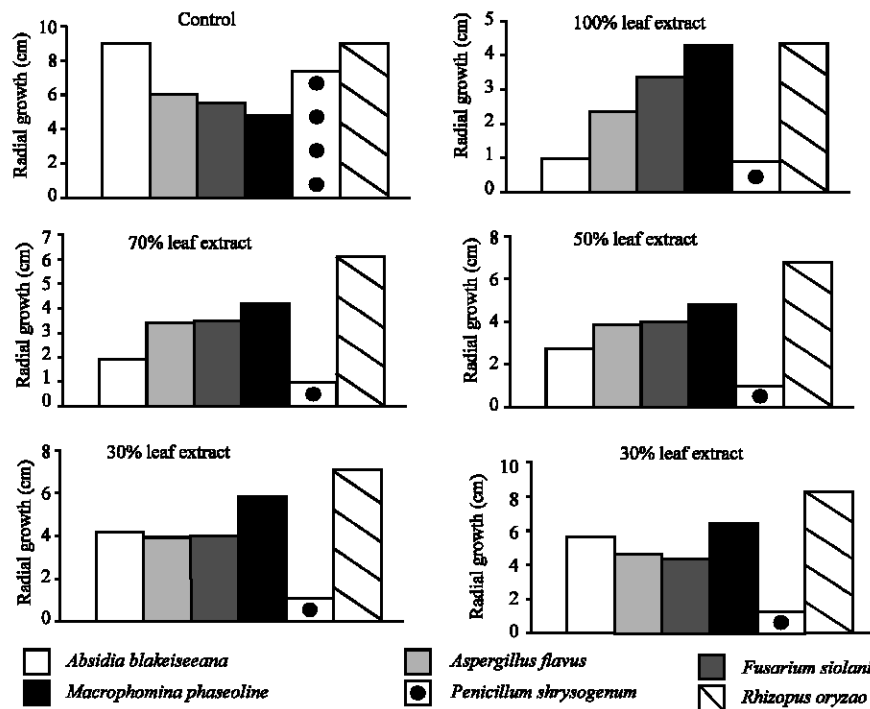 Control
Radial growth (cm)
10
8
6
4
2
0
100% leaf extract
Radial growth (cm)
5
4
3
2
1
0
70% leaf extract
Radial growth (cm)
7
6
5
4
3
2
1
0
50% leaf extract
Radial growth (cm)
8
6
4
2
0
30% leaf extract
Radial growth (cm)
8
6
4
2
0
30% leaf extract
Radial growth (cm)
10
8
6
4
2
0
Absidia blakeiseeana
Aspergillus flavus
Fusarium siolani
Macrophomina phaseoline
Penicillum shrysogenum
Rhizopus oryzao